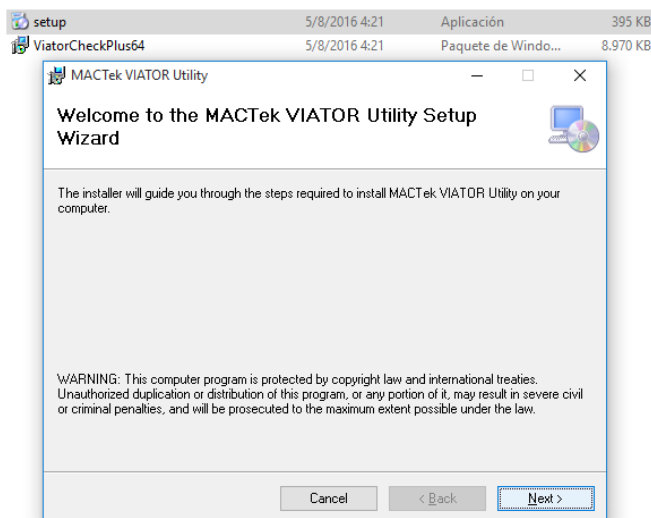 setup 5/8/2016 4:21 Aplicación 395 KB
ViatorCheckPlus64 5/8/2016 4:21 Paquete de Windo... 8.970 KB
MACTek VIATOR Utility
Welcome to the MACTek VIATOR Utility Setup
Wizard
The installer will guide you through the steps required to install MACTek VIATOR Utility on your
computer.
WARNING: This computer program is protected by copyright law and international treaties.
Unauthorized duplication or distribution of this program, or any portion of it, may result in severe civil
or criminal penalties, and will be prosecuted to the maximum extent possible under the law.
Cancel < Back Next >